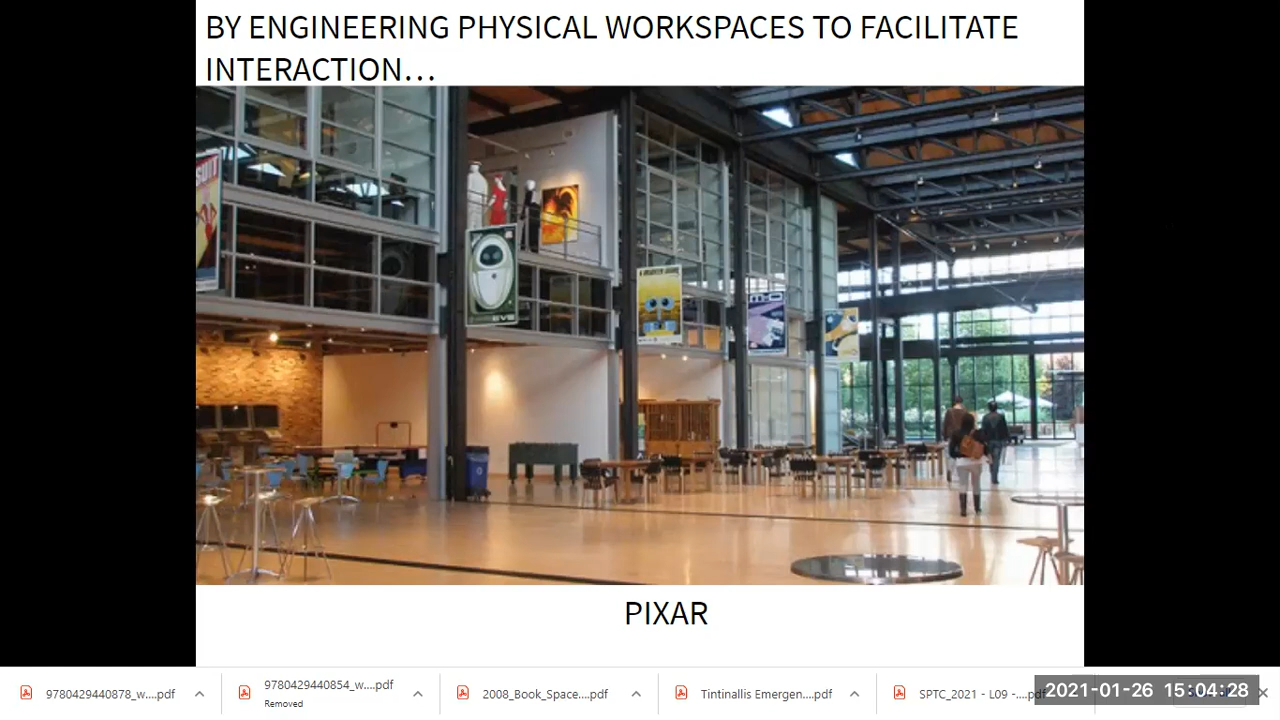 BY ENGINEERING PHYSICAL WORKSPACES TO FACILITATE
INTERACTION…
EVE
M-O
PIXAR
9780429440878_w....pdf
9780429440854_w....pdf
Removed
2008_Book_Space....pdf
Tintinallis Emergen....pdf
SPTC_2021 - L09 -....pdf
2021-01-26 15:04:28